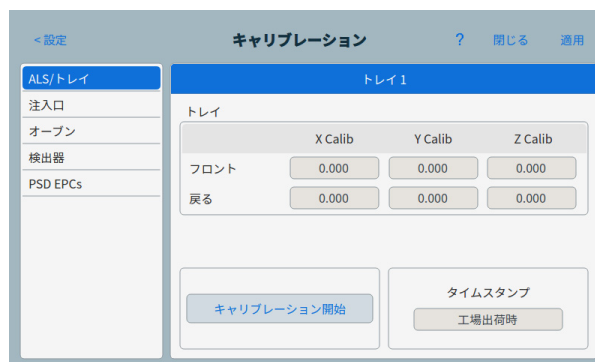 < 設定 キャリブレーション ? 閉じる 適用
ALS/トレイ
注入口
オーブン
検出器
PSD EPCs
トレイ 1
トレイ
X Calib Y Calib Z Calib
フロント 0.000 0.000 0.000
戻る 0.000 0.000 0.000
キャリブレーション開始
タイムスタンプ
工場出荷時